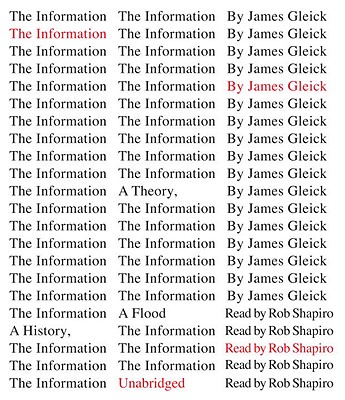 The Information The Information By James Gleick
The Information The Information By James Gleick
The Information The Information By James Gleick
The Information The Information By James Gleick
The Information The Information By James Gleick
The Information The Information By James Gleick
The Information The Information By James Gleick
The Information The Information By James Gleick
The Information The Information By James Gleick
The Information The Information By James Gleick
The Information A Theory, By James Gleick
The Information The Information By James Gleick
The Information The Information By James Gleick
The Information The Information By James Gleick
The Information The Information By James Gleick
The Information The Information By James Gleick
The Information The Information By James Gleick
The Information A Flood Read by Rob Shapiro
A History, The Information Read by Rob Shapiro
The Information The Information Read by Rob Shapiro
The Information The Information Read by Rob Shapiro
The Information Unabridged Read by Rob Shapiro